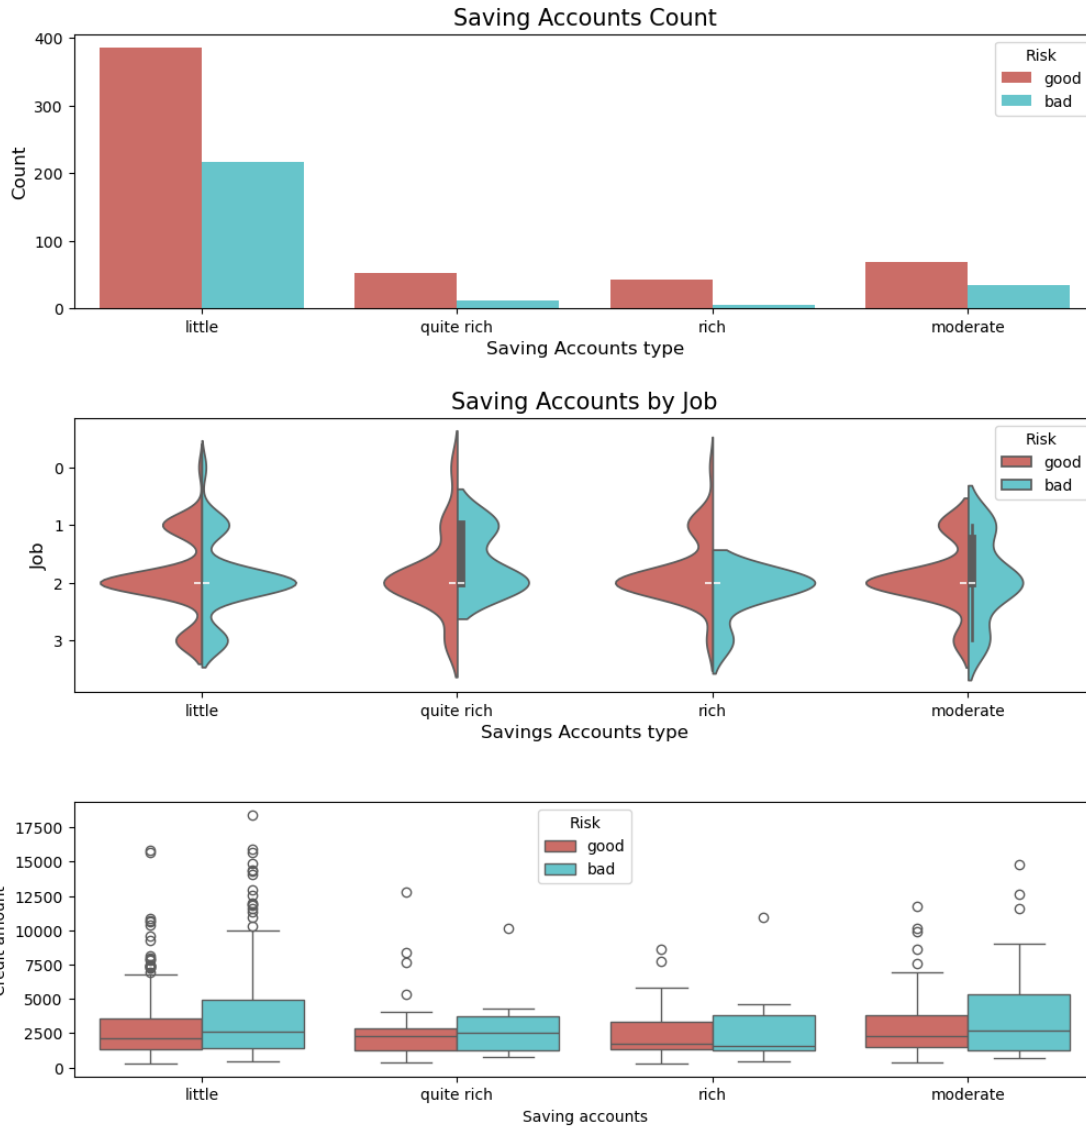 Saving Accounts Count
400
300
200
100
0
Count
Risk
good
bad
little quite rich rich moderate
Saving Accounts type
Saving Accounts by Job
0
1
2
3
Job
Risk
good
bad
little quite rich rich moderate
Savings Accounts type
17500
15000
12500
10000
7500
5000
2500
0
Credit amount
Risk
good
bad
little quite rich rich moderate
Saving accounts